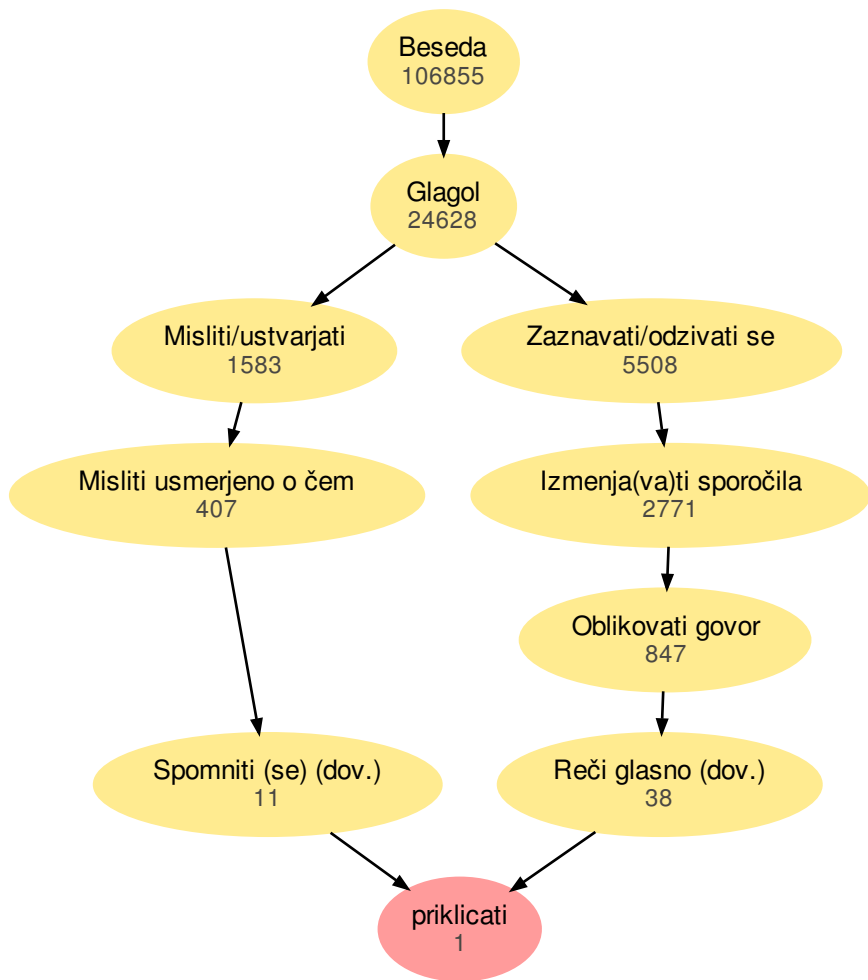 Beseda
106855
Glagol
24628
Misliti/ustvarjati
1583
Zaznavati/odzivati se
5508
Misliti usmerjeno o čem
407
Izmenja(va)ti sporočila
2771
Oblikovati govor
847
Spomniti (se) (dov.)
11
Reči glasno (dov.)
38
priklicati
1